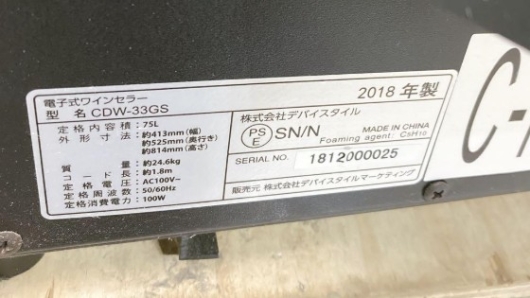 電子式ワインセラー
型 名 CDW-33GS
2018 年製
定格内容積：75L
外形寸法：約413mm(幅)
約525mm(奥行き)
約814mm(高さ)
質 量：約24.6kg
コード長：約1.8m
定格電圧：AC100V~
定格周波数：50/60Hz
定格消費電力：100W
株式会社デバイスタイル
PS
E
SN/N
MADE IN CHINA
Foaming agent: C5H10
SERIAL NO. 1812000025
販売元 株式会社デバイスタイルマーケティング
C-